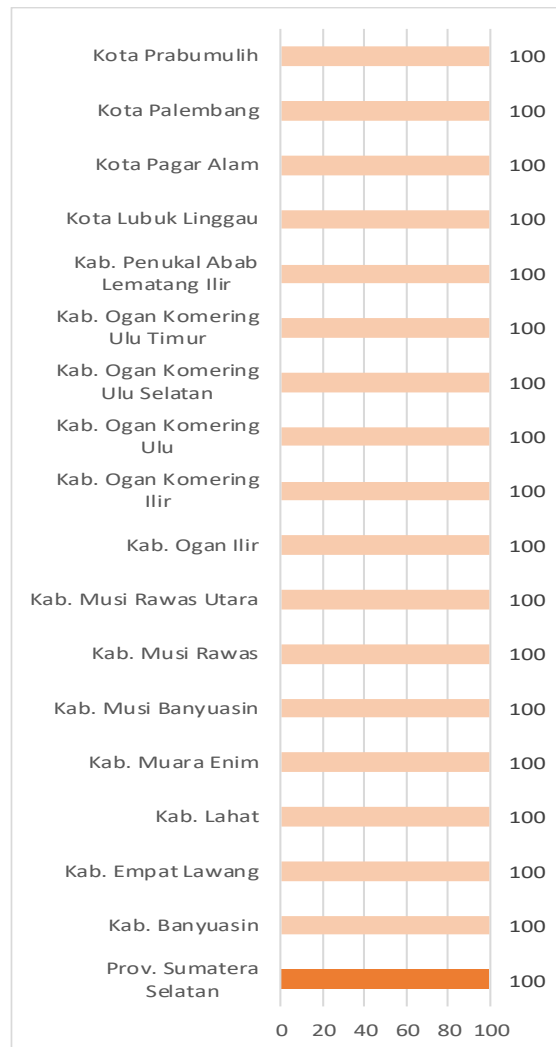 Kota Prabumulih 100
Kota Palembang 100
Kota Pagar Alam 100
Kota Lubuk Linggau 100
Kab. Penukal Abab
Lematang Ilir 100
Kab. Ogan Komering
Ulu Timur 100
Kab. Ogan Komering
Ulu Selatan 100
Kab. Ogan Komering
Ulu 100
Kab. Ogan Komering
Ilir 100
Kab. Ogan Ilir 100
Kab. Musi Rawas Utara 100
Kab. Musi Rawas 100
Kab. Musi Banyuasin 100
Kab. Muara Enim 100
Kab. Lahat 100
Kab. Empat Lawang 100
Kab. Banyuasin 100
Prov. Sumatera
Selatan 100
0 20 40 60 80 100